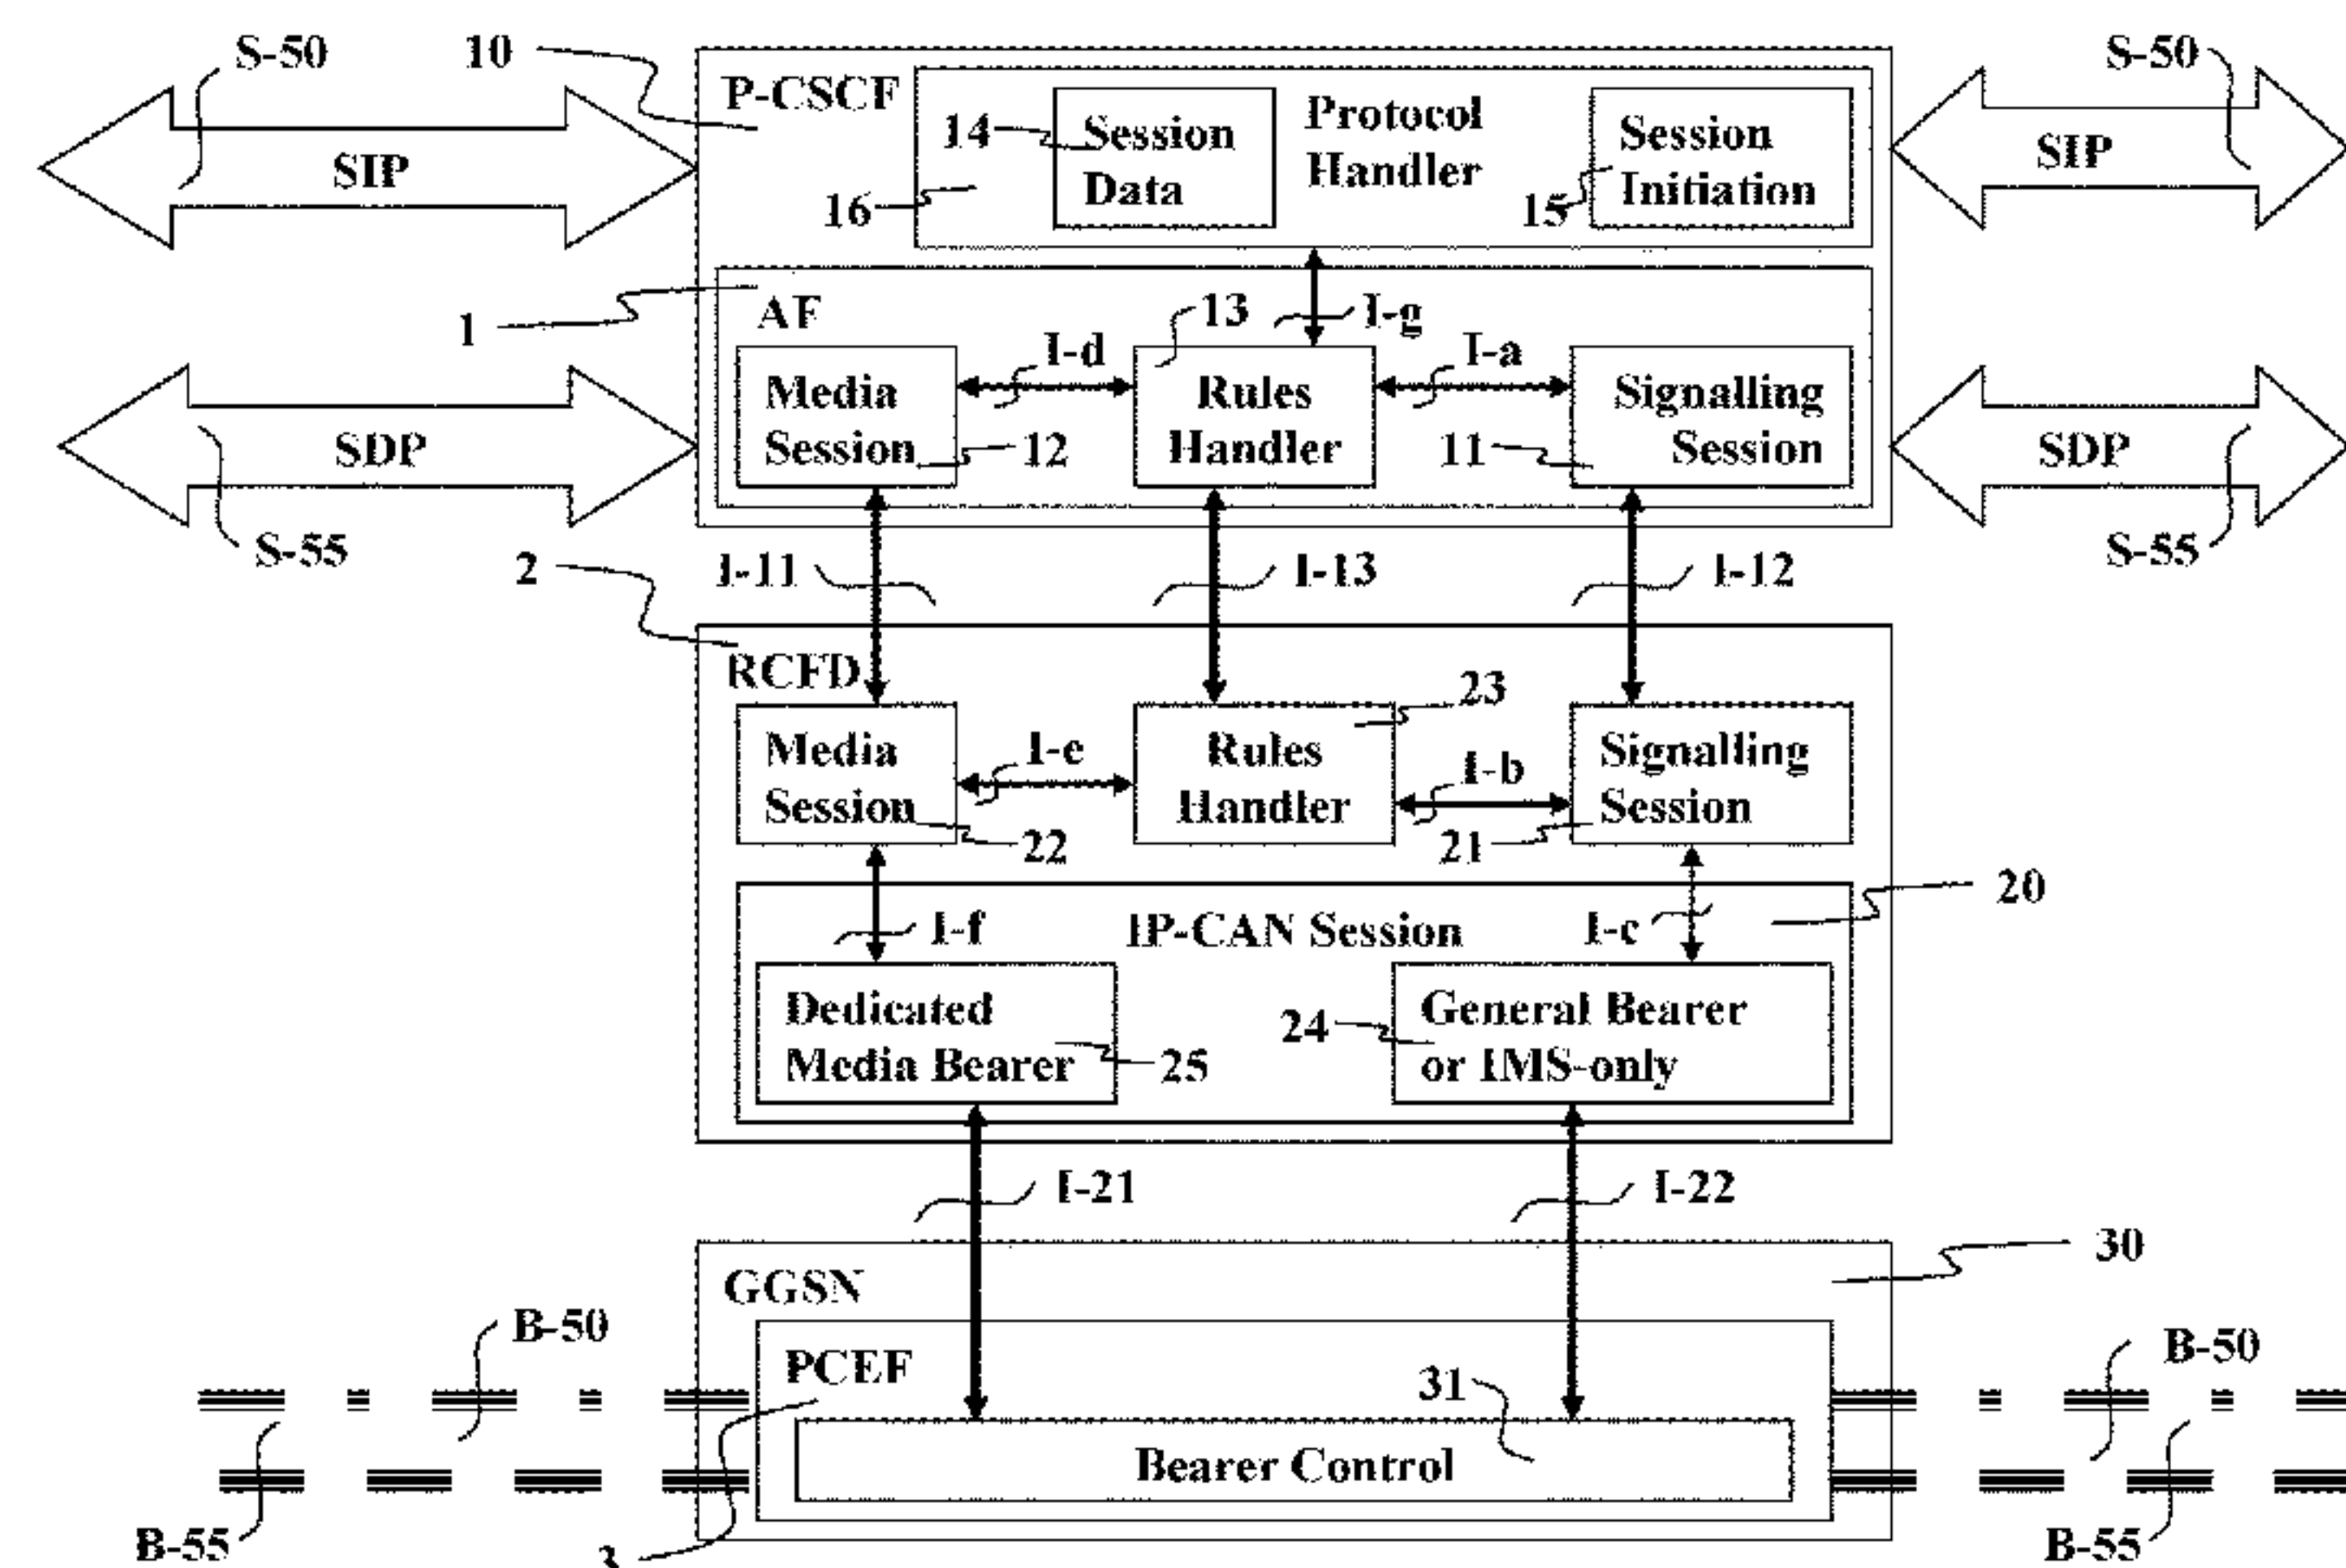 S-50
10
S-50
P-CSCF
Protocol
Handler
14
Session
Data
Session
Initiation
SIP
SIP
16
15
1
AF
13
I-g
I-d
I-a
Media
Session
Rules
Handler
Signalling
Session
12
11
SDP
SDP
S-55
S-55
2
I-11
I-13
I-12
RCFD
23
Media
Session
I-e
Rules
Handler
I-b
Signalling
Session
22
21
20
I-f
IP-CAN Session
I-c
Dedicated
Media Bearer
25
24
General Bearer
or IMS-only
I-21
I-22
30
GGSN
B-50
B-50
PCEF
31
Bearer Control
B-55
3
B-55